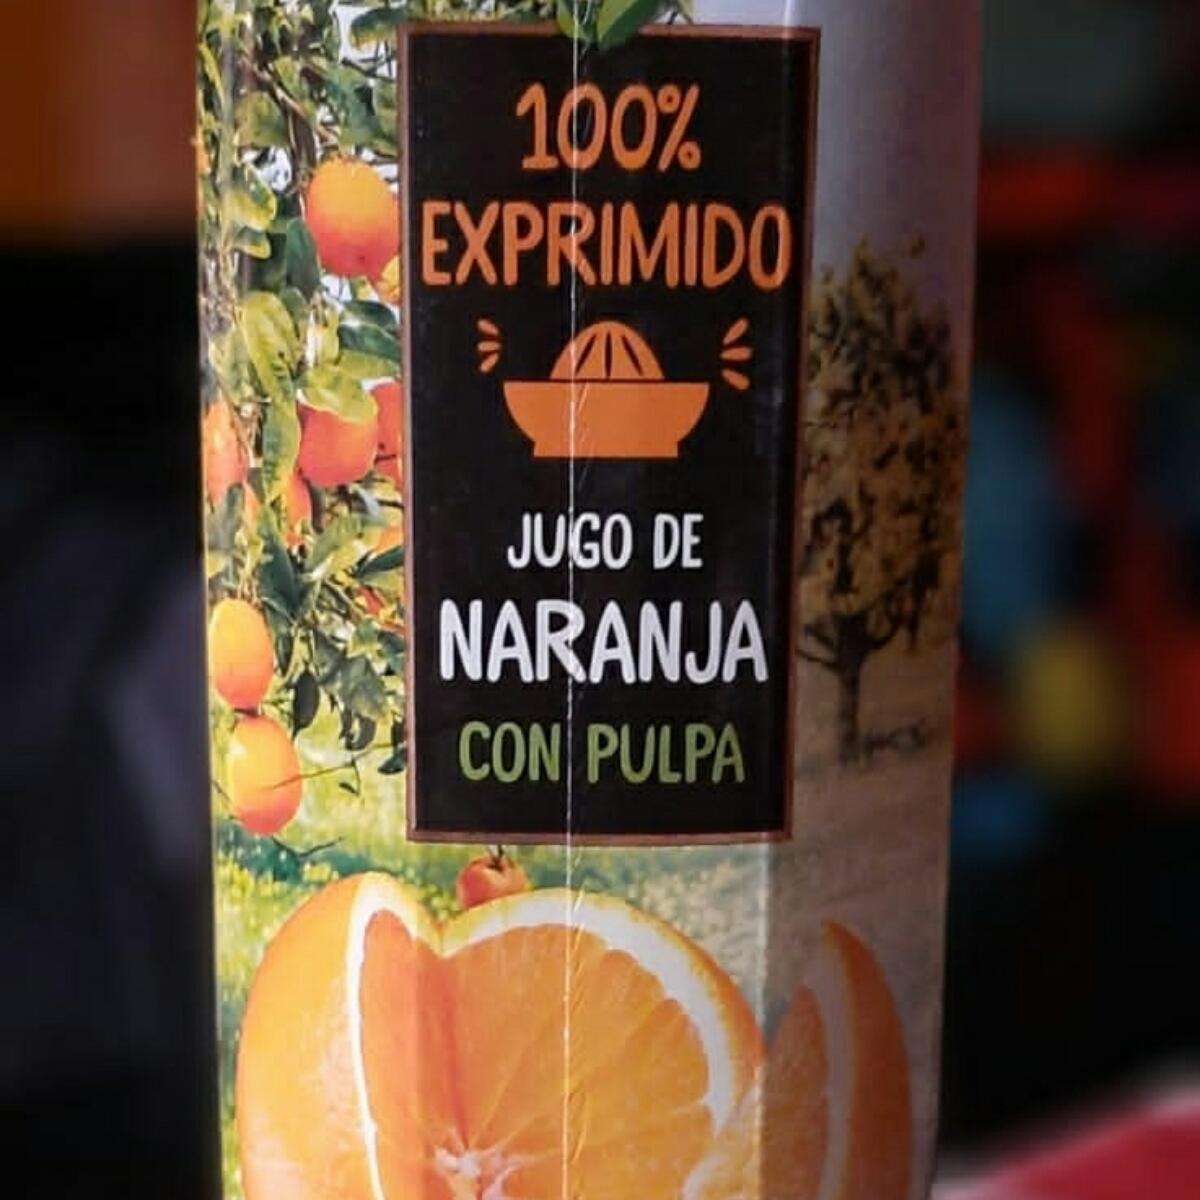 100%
EXPRIMIDO
JUGO DE
NARANJA
CON PULPA